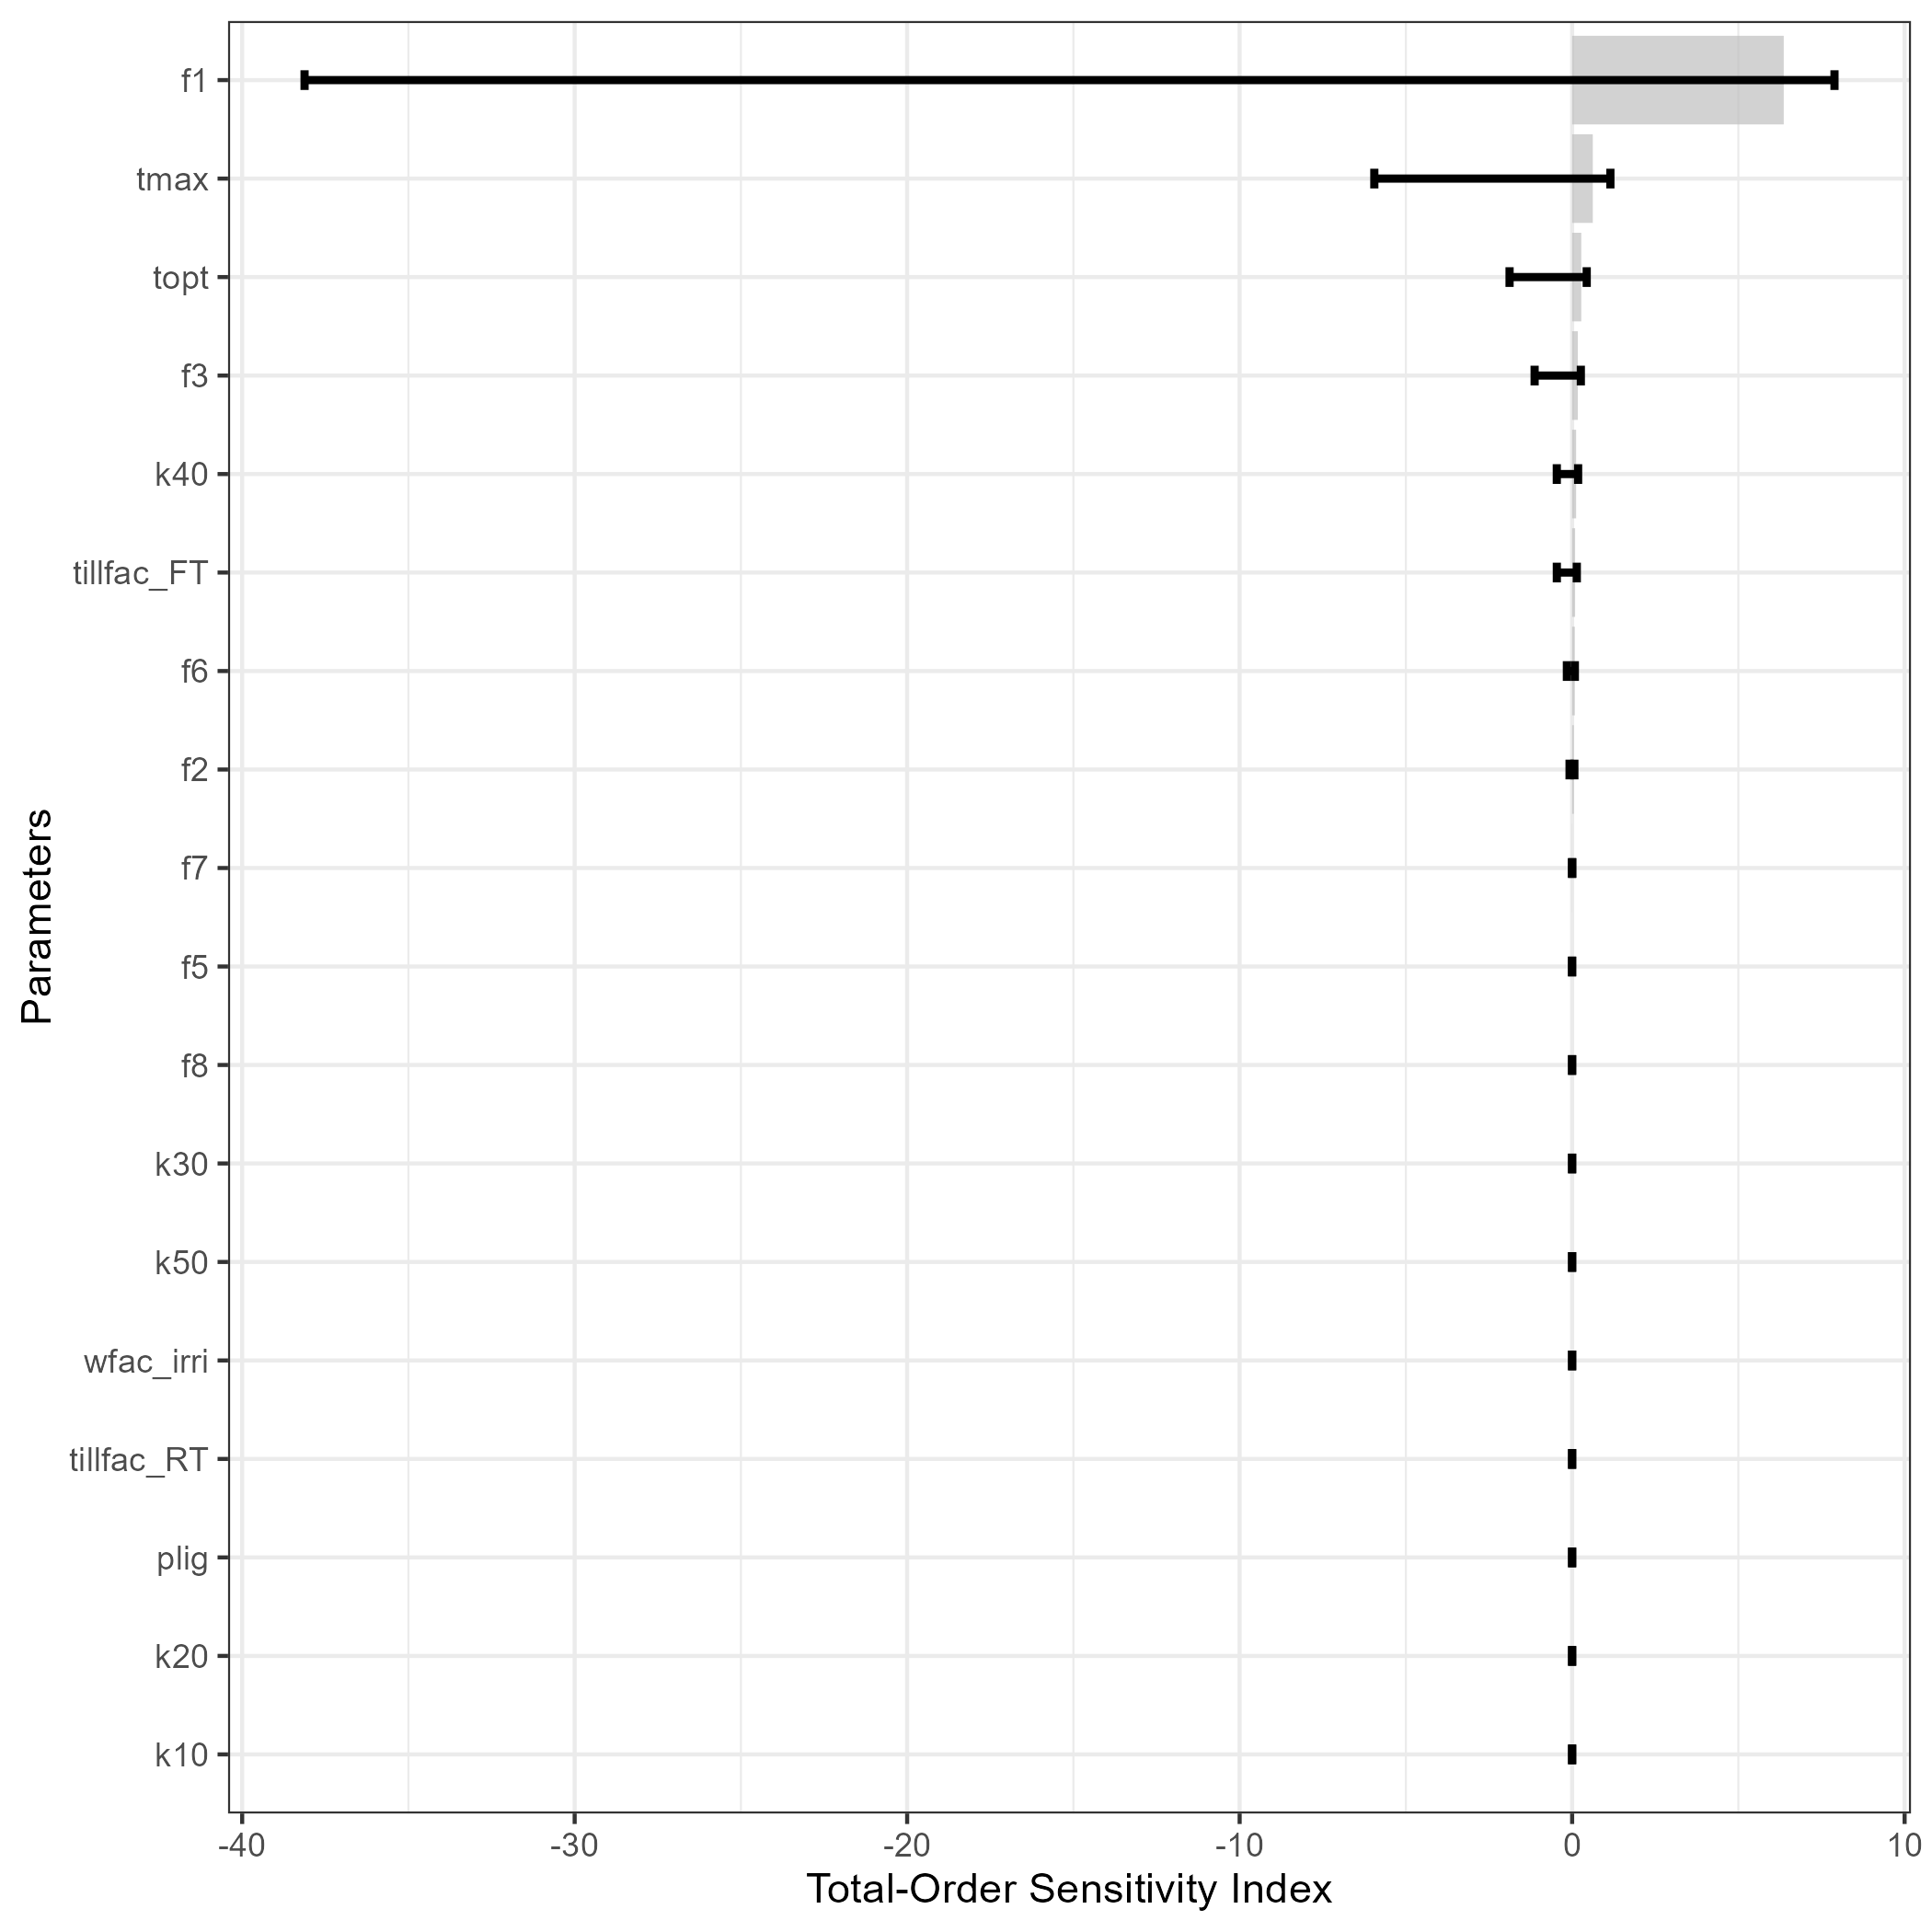 f1
tmax
topt
f3
k40
tillfac_FT
f6
f2
f7
f5
f8
k30
k50
wfac_irri
tillfac_RT
plig
k20
k10
Parameters
-40 -30 -20 -10 0 10
Total-Order Sensitivity Index